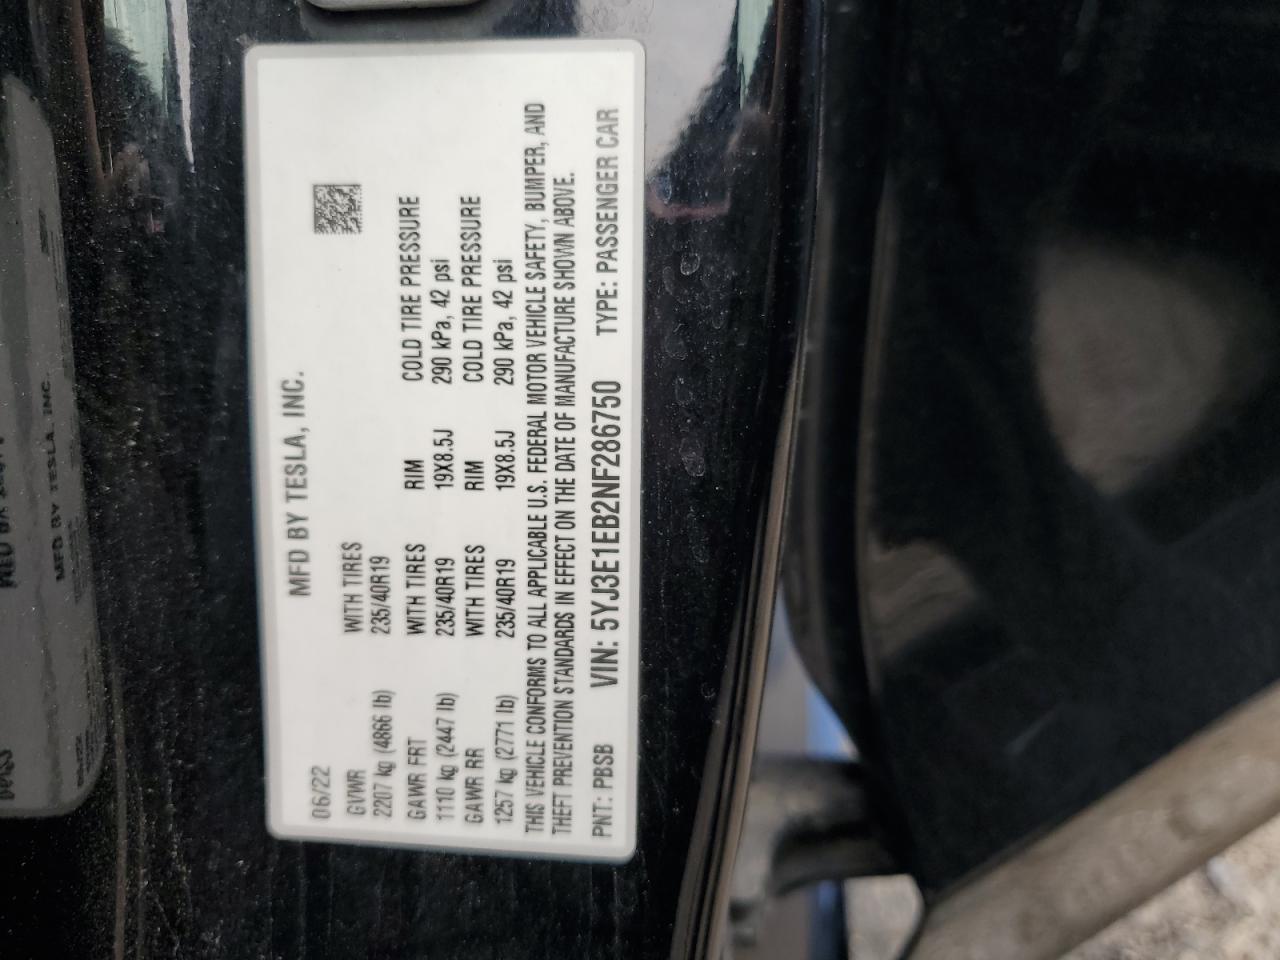 MFD BY TESLA, INC.
06/22
GVWR WITH TIRES
2207 kg (4866 lb) 235/40R19
GAWR FRT WITH TIRES RIM COLD TIRE PRESSURE
1110 kg (2447 lb) 235/40R19 19X8.5J 290 kPa, 42 psi
GAWR RR WITH TIRES RIM COLD TIRE PRESSURE
1257 kg (2771 lb) 235/40R19 19X8.5J 290 kPa, 42 psi
THIS VEHICLE CONFORMS TO ALL APPLICABLE U.S. FEDERAL MOTOR VEHICLE SAFETY, BUMPER, AND
THEFT PREVENTION STANDARDS IN EFFECT ON THE DATE OF MANUFACTURE SHOWN ABOVE.
PNT: PBSB VIN: 5YJ3E1EB2NF286750 TYPE: PASSENGER CAR
MFD BY TESLA, INC.